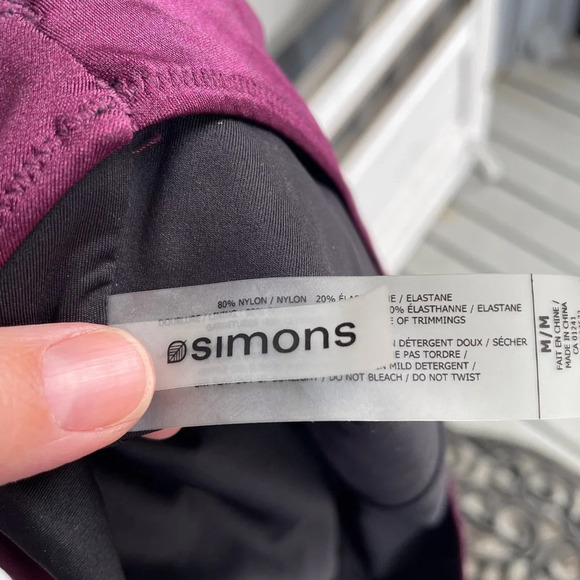 80% NYLON / NYLON 20% ÉLAS / ELASTANE
0% ÉLASTHANNE / ELASTANE
OF TRIMMINGS
simons
DÉTERGENT DOUX / SÉCHER
PAS TORDRE /
MILD DETERGENT /
DO NOT BLEACH / DO NOT TWIST
M/M
FAIT EN CHINE /
MADE IN CHINA